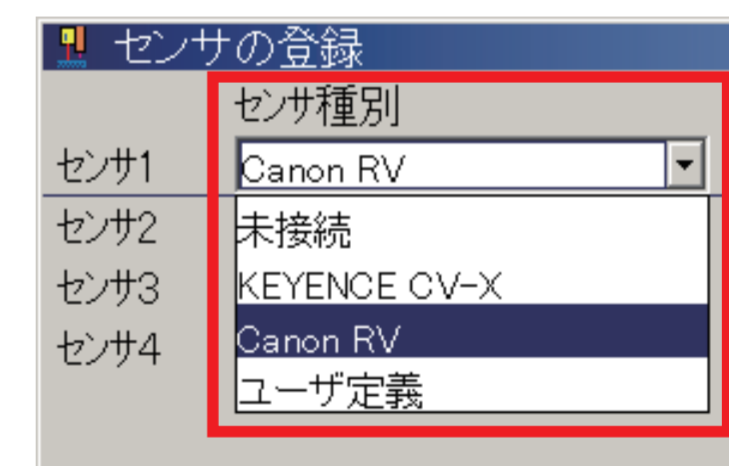 センサの登録
センサ種別
センサ1 Canon RV
センサ2 未接続
センサ3 KEYENCE CV-X
センサ4 Canon RV
ユーザ定義